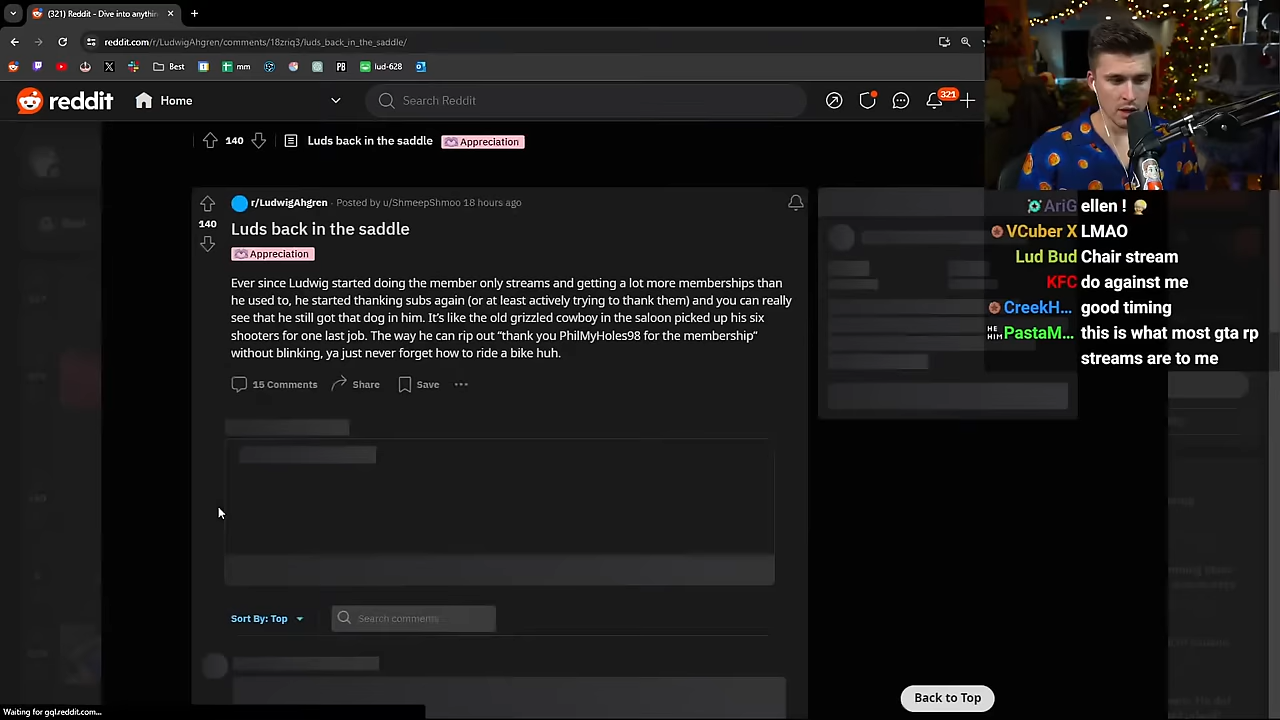 (321) Reddit - Dive into anythin
reddit.com/r/LudwigAhgren/comments/18zriq3/luds_back_in_the_saddle/
Best
mm
PB
lud-628
reddit
Home
Search Reddit
321
140
Luds back in the saddle
Appreciation
r/LudwigAhgren · Posted by u/ShmeepShmoo 18 hours ago
140
Luds back in the saddle
Appreciation
Ever since Ludwig started doing the member only streams and getting a lot more memberships than
he used to, he started thanking subs again (or at least actively trying to thank them) and you can really
see that he still got that dog in him. It’s like the old grizzled cowboy in the saloon picked up his six
shooters for one last job. The way he can rip out “thank you PhilMyHoles98 for the membership”
without blinking, ya just never forget how to ride a bike huh.
15 Comments
Share
Save
Sort By: Top
Search comments
Back to Top
Waiting for gql.reddit.com...
AriG ellen !
VCuber X LMAO
Lud Bud Chair stream
KFC do against me
CreekH... good timing
HE HIM PastaM... this is what most gta rp
streams are to me